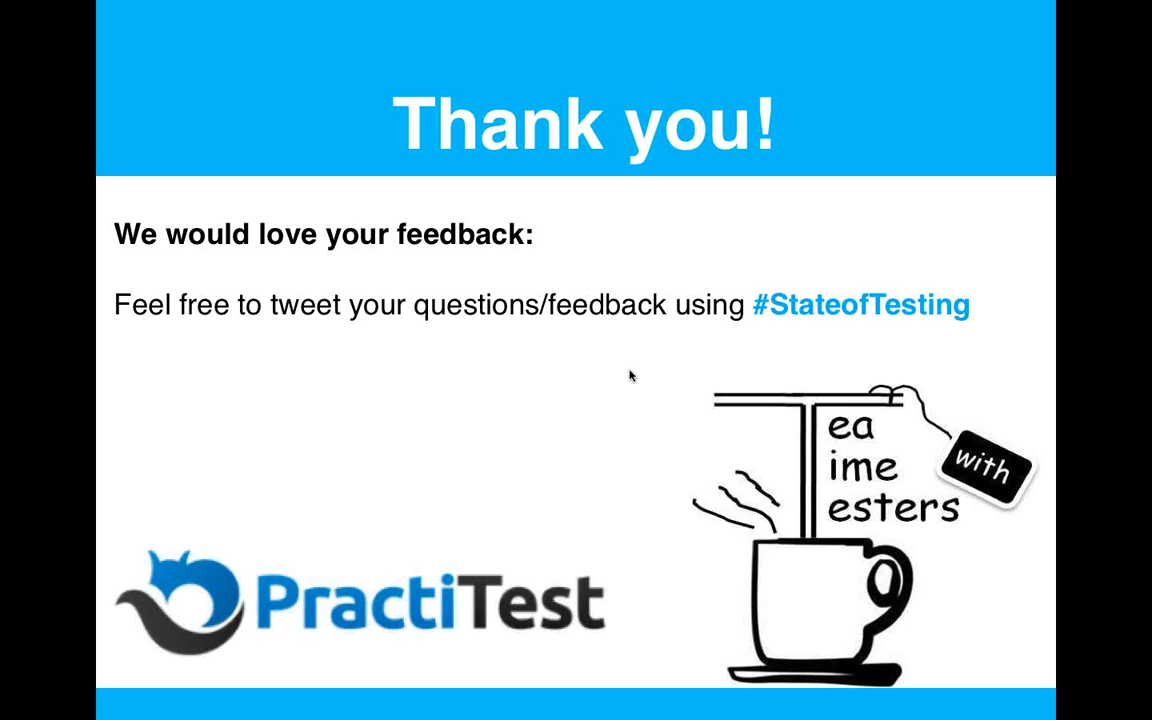 Thank you!
We would love your feedback:
Feel free to tweet your questions/feedback using #StateofTesting
T
ea
ime
esters
with
PractiTest